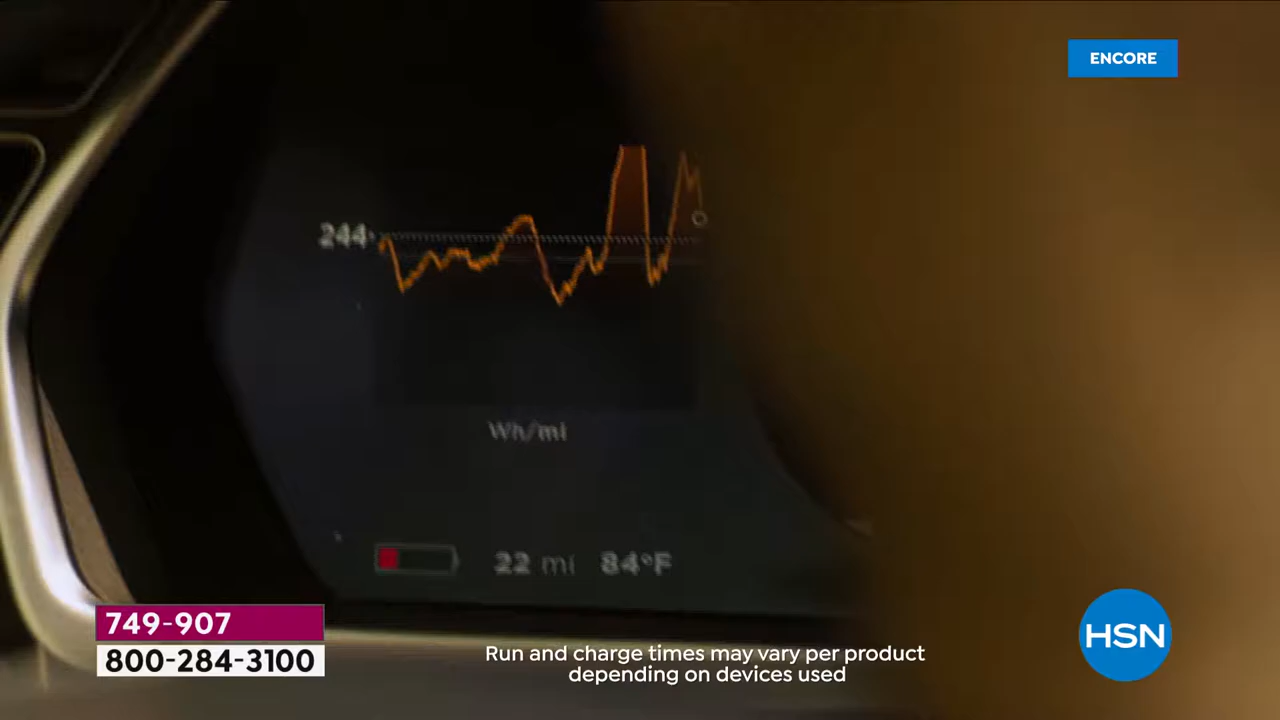 ENCORE
244
Wh/mi
22 mi 84°F
749-907
800-284-3100
Run and charge times may vary per product
depending on devices used
HSN